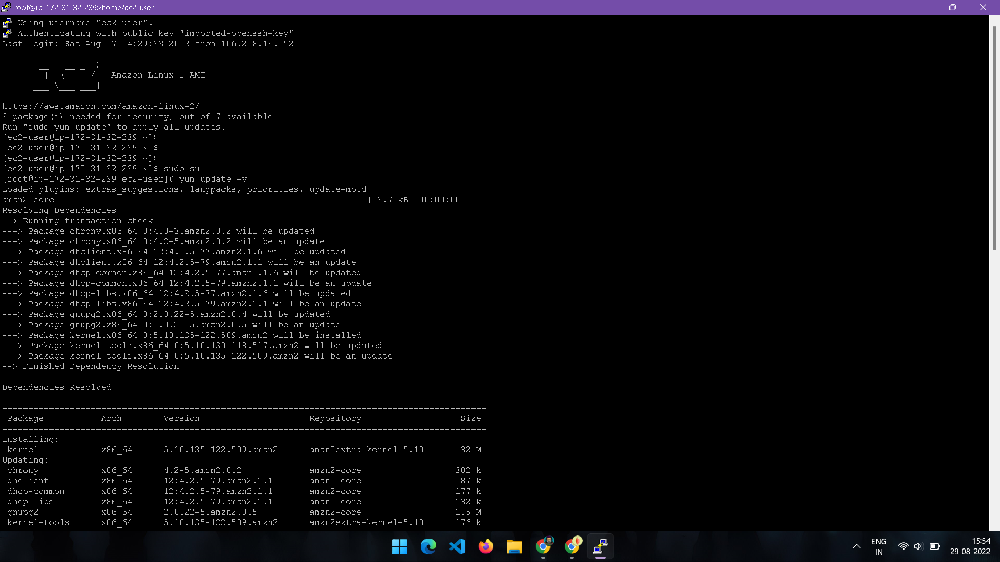 root@ip-172-31-32-239:/home/ec2-user
Using username "ec2-user".
Authenticating with public key "imported-openssh-key"
Last login: Sat Aug 27 04:29:33 2022 from 106.208.16.252
       __|  __|_  )
       _|  (     /   Amazon Linux 2 AMI
      ___|\___|___|
https://aws.amazon.com/amazon-linux-2/
3 package(s) needed for security, out of 7 available
Run "sudo yum update" to apply all updates.
[ec2-user@ip-172-31-32-239 ~]$
[ec2-user@ip-172-31-32-239 ~]$
[ec2-user@ip-172-31-32-239 ~]$
[ec2-user@ip-172-31-32-239 ~]$ sudo su
[root@ip-172-31-32-239 ec2-user]# yum update -y
Loaded plugins: extras_suggestions, langpacks, priorities, update-motd
amzn2-core | 3.7 kB 00:00:00
Resolving Dependencies
--> Running transaction check
---> Package chrony.x86_64 0:4.0-3.amzn2.0.2 will be updated
---> Package chrony.x86_64 0:4.2-5.amzn2.0.2 will be an update
---> Package dhclient.x86_64 12:4.2.5-77.amzn2.1.6 will be updated
---> Package dhclient.x86_64 12:4.2.5-79.amzn2.1.1 will be an update
---> Package dhcp-common.x86_64 12:4.2.5-77.amzn2.1.6 will be updated
---> Package dhcp-common.x86_64 12:4.2.5-79.amzn2.1.1 will be an update
---> Package dhcp-libs.x86_64 12:4.2.5-77.amzn2.1.6 will be updated
---> Package dhcp-libs.x86_64 12:4.2.5-79.amzn2.1.1 will be an update
---> Package gnupg2.x86_64 0:2.0.22-5.amzn2.0.4 will be updated
---> Package gnupg2.x86_64 0:2.0.22-5.amzn2.0.5 will be an update
---> Package kernel.x86_64 0:5.10.135-122.509.amzn2 will be installed
---> Package kernel-tools.x86_64 0:5.10.130-118.517.amzn2 will be updated
---> Package kernel-tools.x86_64 0:5.10.135-122.509.amzn2 will be an update
--> Finished Dependency Resolution
Dependencies Resolved
=============================================================================================
Package Arch Version Repository Size
=============================================================================================
Installing:
kernel x86_64 5.10.135-122.509.amzn2 amzn2extra-kernel-5.10 32 M
Updating:
chrony x86_64 4.2-5.amzn2.0.2 amzn2-core 302 k
dhclient x86_64 12:4.2.5-79.amzn2.1.1 amzn2-core 287 k
dhcp-common x86_64 12:4.2.5-79.amzn2.1.1 amzn2-core 177 k
dhcp-libs x86_64 12:4.2.5-79.amzn2.1.1 amzn2-core 132 k
gnupg2 x86_64 2.0.22-5.amzn2.0.5 amzn2-core 1.5 M
kernel-tools x86_64 5.10.135-122.509.amzn2 amzn2extra-kernel-5.10 176 k
ENG
IN
15:54
29-08-2022